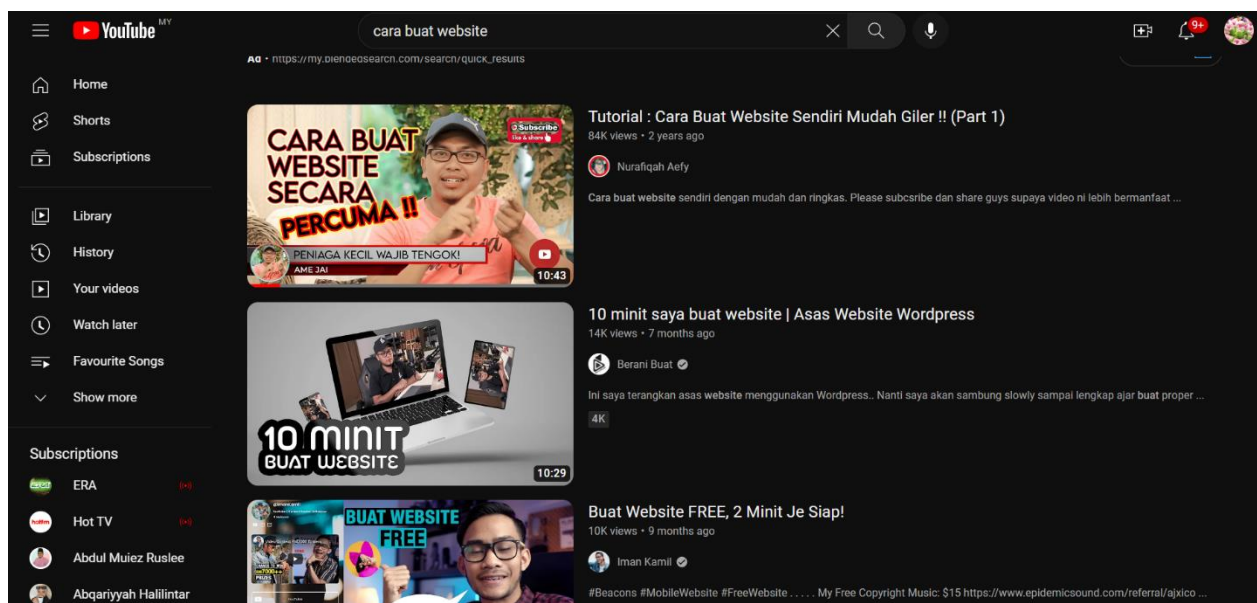 YouTube MY
cara buat website
9+
Ad • https://my.blendedsearch.com/search/quick_results
Home
Shorts
Subscriptions
Library
History
Your videos
Watch later
Favourite Songs
Show more
Subscriptions
ERA
Hot TV
Abdul Muiez Ruslee
Abqariyyah Halilintar
CARA BUAT
WEBSITE
SECARA
PERCUMA !!
Subscribe
like & share
PENIAGA KECIL WAJIB TENGOK!
AME JAI
10:43
Tutorial : Cara Buat Website Sendiri Mudah Giler !! (Part 1)
84K views • 2 years ago
Nurafiqah Aefy
Cara buat website sendiri dengan mudah dan ringkas. Please subcsribe dan share guys supaya video ni lebih bermanfaat ...
10 MINIT
BUAT WEBSITE
10:29
10 minit saya buat website | Asas Website Wordpress
14K views • 7 months ago
Berani Buat
Ini saya terangkan asas website menggunakan Wordpress.. Nanti saya akan sambung slowly sampai lengkap ajar buat proper ...
4K
BUAT WEBSITE
FREE
Buat Website FREE, 2 Minit Je Siap!
10K views • 9 months ago
Iman Kamil
#Beacons #MobileWebsite #FreeWebsite . . . . . My Free Copyright Music: $15 https://www.epidemicsound.com/referral/ajxico ...